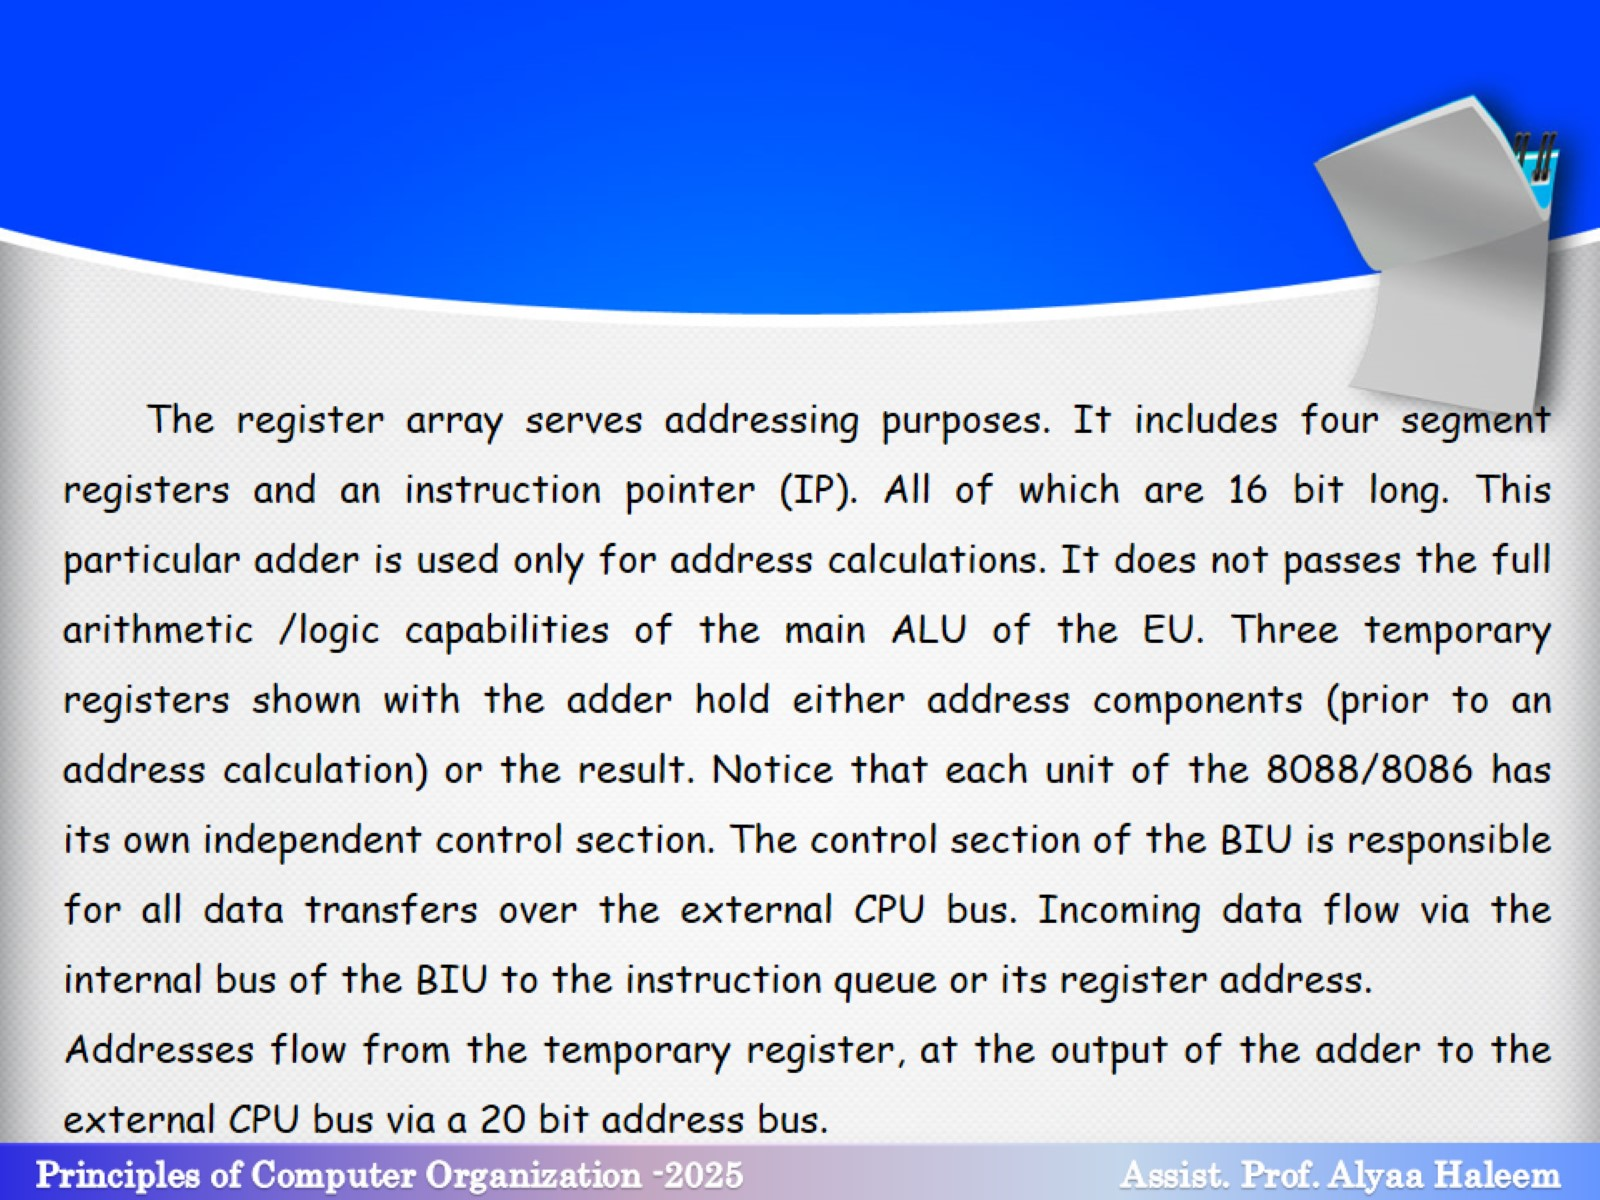 The register array serves addressing purposes. It includes four segment
registers and an instruction pointer (IP). All of which are 16 bit long. This
particular adder is used only for address calculations. It does not passes the full
arithmetic /logic capabilities of the main ALU of the EU. Three temporary
registers shown with the adder hold either address components (prior to an
address calculation) or the result. Notice that each unit of the 8088/8086 has
its own independent control section. The control section of the BIU is responsible
for all data transfers over the external CPU bus. Incoming data flow via the
internal bus of the BIU to the instruction queue or its register address.
Addresses flow from the temporary register, at the output of the adder to the
external CPU bus via a 20 bit address bus.
Principles of Computer Organization -2025 Assist. Prof. Alyaa Haleem